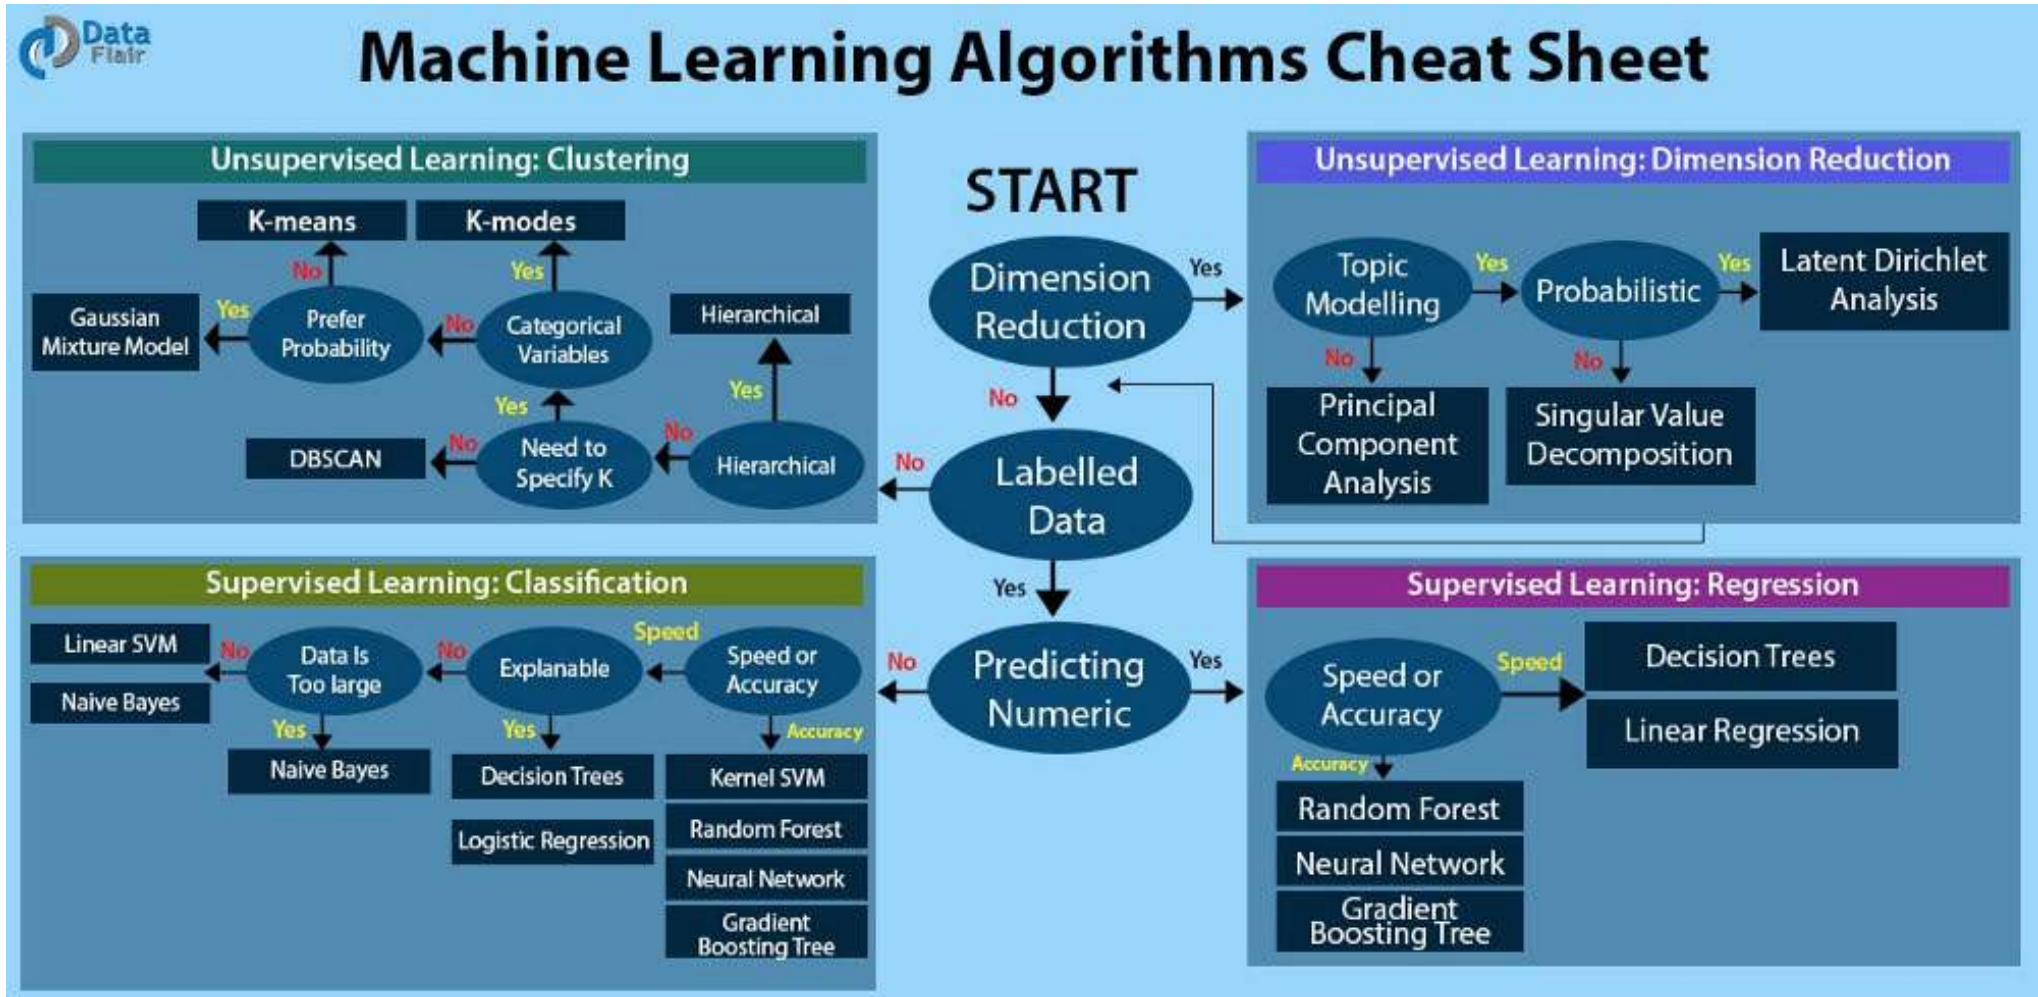 Data
Flair
Machine Learning Algorithms Cheat Sheet
Unsupervised Learning: Clustering
K-means
K-modes
No
Yes
Gaussian
Mixture Model
Yes
Prefer
Probability
No
Categorical
Variables
Hierarchical
Yes
Yes
DBSCAN
No
Need to
Specify K
No
Hierarchical
START
Dimension
Reduction
Yes
No
Labelled
Data
No
Yes
Predicting
Numeric
No
Yes
Unsupervised Learning: Dimension Reduction
Topic
Modelling
Yes
Probabilistic
Yes
Latent Dirichlet
Analysis
No
No
Principal
Component
Analysis
Singular Value
Decomposition
Supervised Learning: Classification
Linear SVM
Naive Bayes
No
Data Is
Too large
No
Explanable
Speed
Speed or
Accuracy
Yes
Yes
Accuracy
Naive Bayes
Decision Trees
Logistic Regression
Kernel SVM
Random Forest
Neural Network
Gradient
Boosting Tree
Supervised Learning: Regression
Speed or
Accuracy
Speed
Decision Trees
Linear Regression
Accuracy
Random Forest
Neural Network
Gradient
Boosting Tree